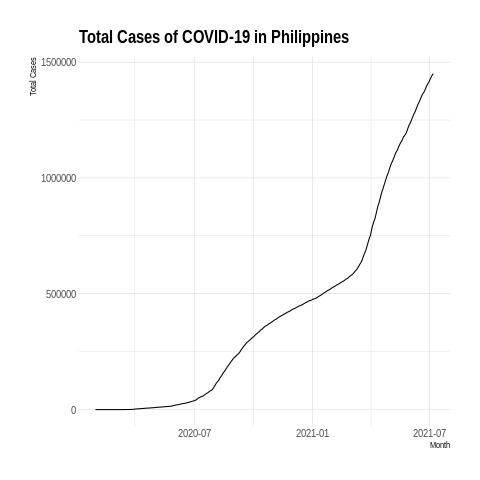 Total Cases of COVID-19 in Philippines
Total Cases
1500000
1000000
500000
0
2020-07
2021-01
2021-07
Month